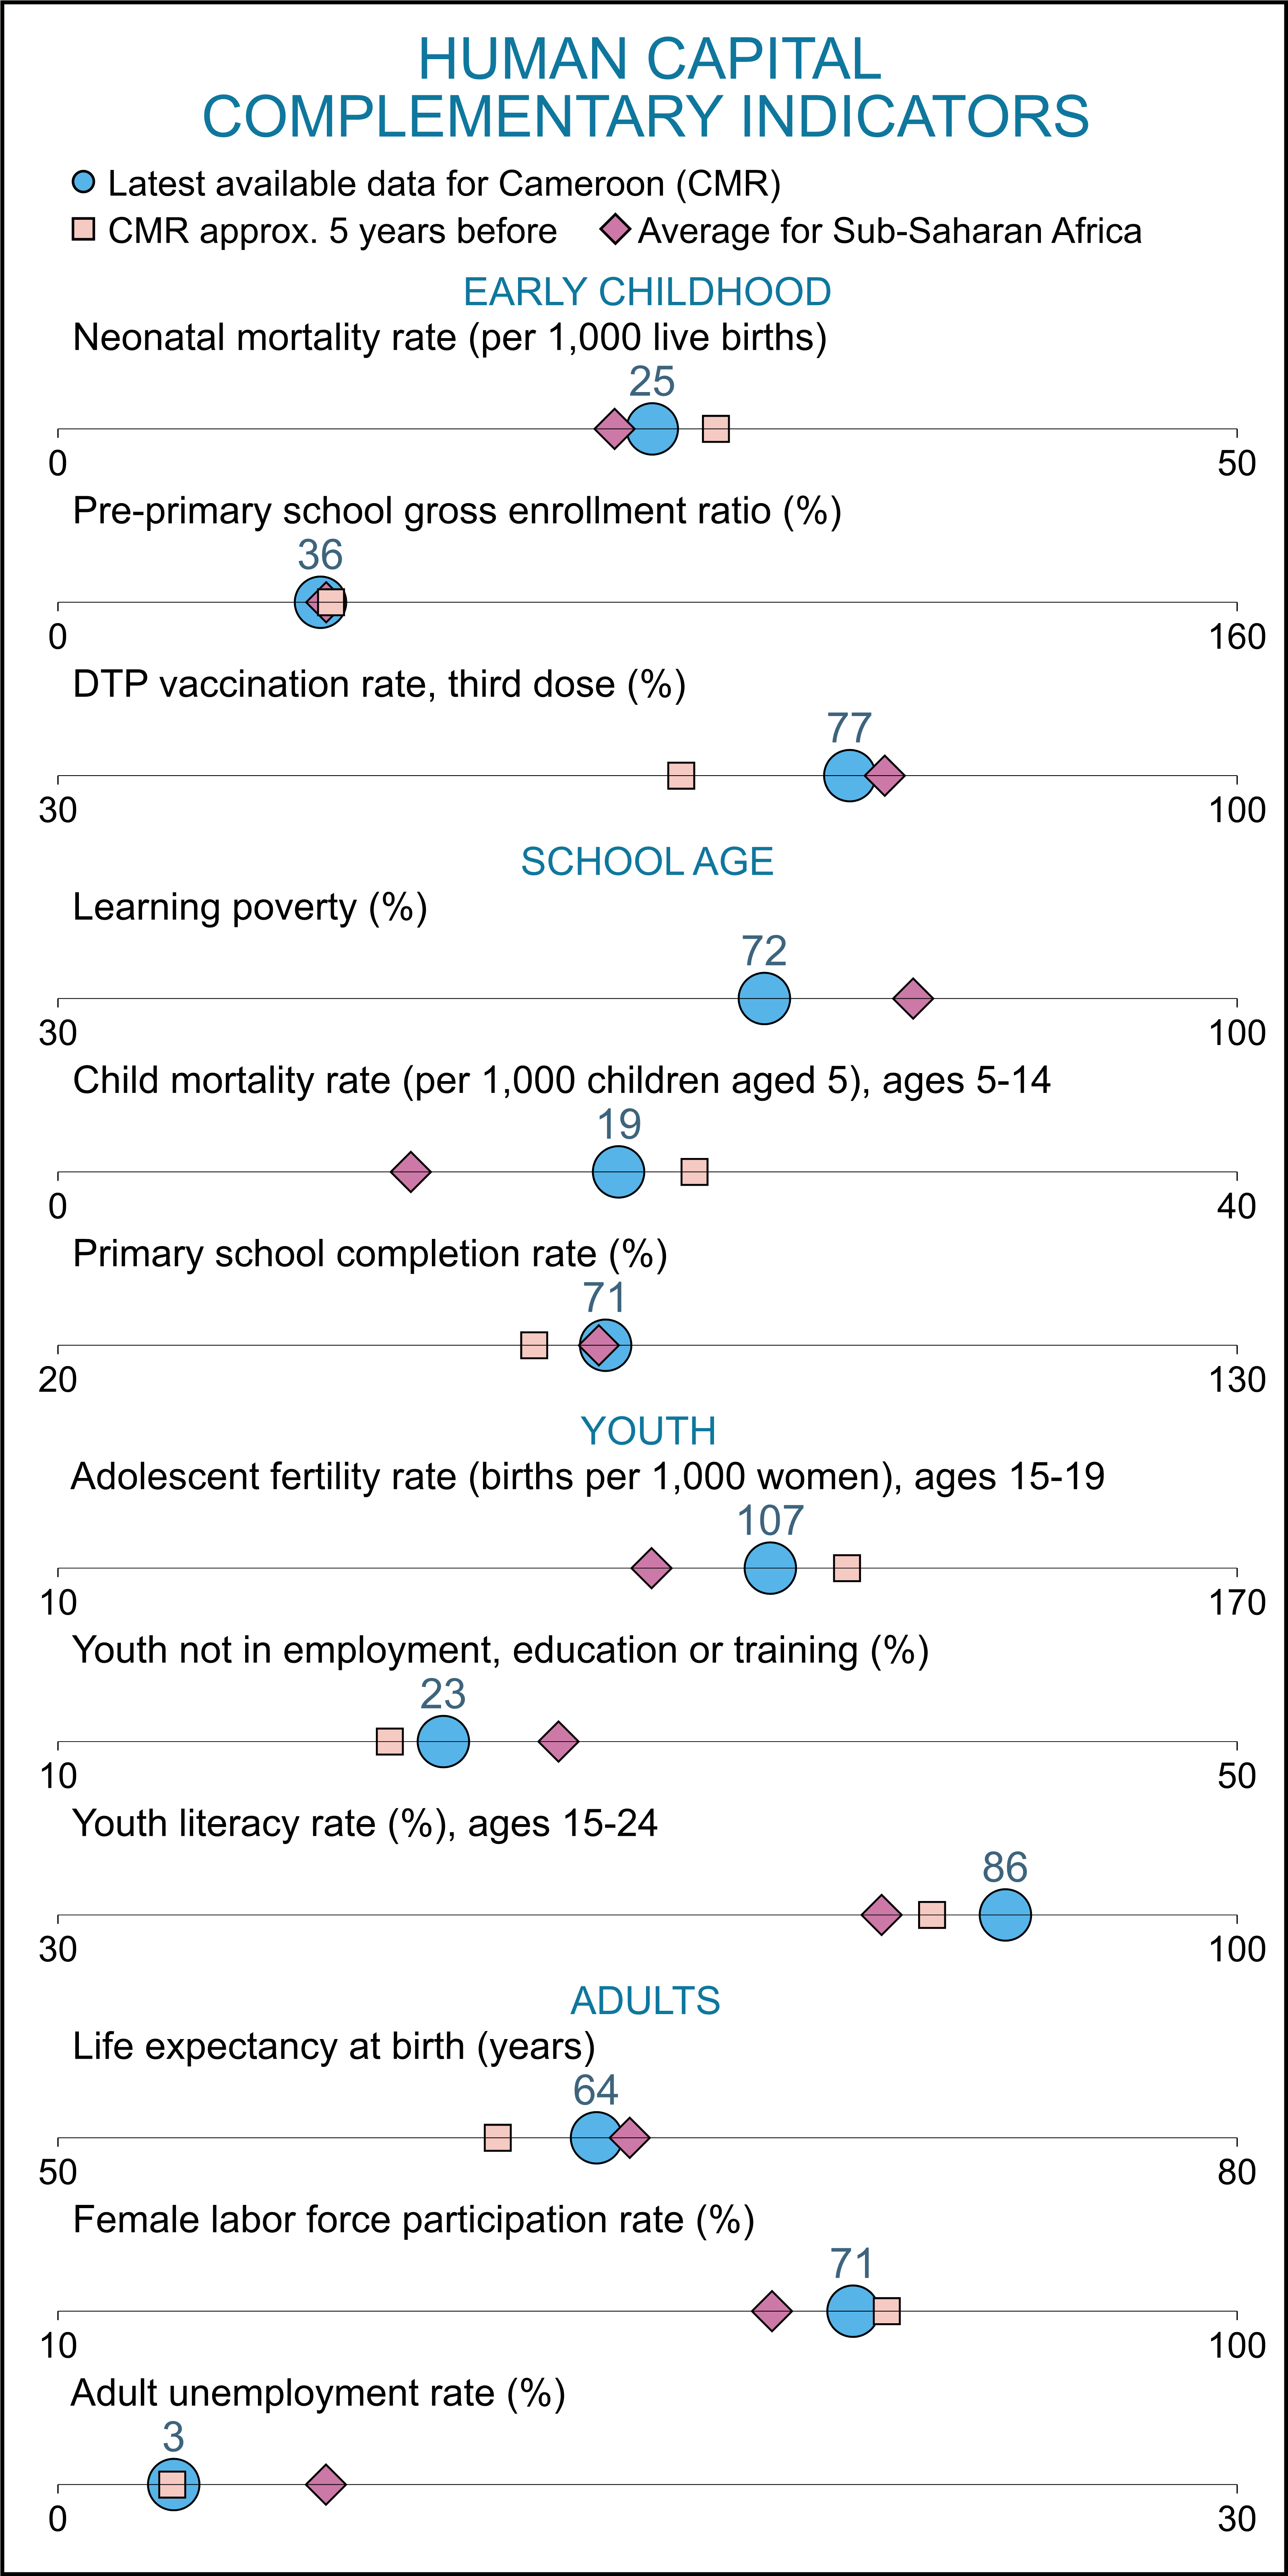 HUMAN CAPITAL
COMPLEMENTARY INDICATORS
Latest available data for Cameroon (CMR)
CMR approx. 5 years before Average for Sub-Saharan Africa
EARLY CHILDHOOD
Neonatal mortality rate (per 1,000 live births)
25
0 50
Pre-primary school gross enrollment ratio (%)
36
0 160
DTP vaccination rate, third dose (%)
77
30 100
SCHOOL AGE
Learning poverty (%)
72
30 100
Child mortality rate (per 1,000 children aged 5), ages 5-14
19
0 40
Primary school completion rate (%)
71
20 130
YOUTH
Adolescent fertility rate (births per 1,000 women), ages 15-19
107
10 170
Youth not in employment, education or training (%)
23
10 50
Youth literacy rate (%), ages 15-24
86
30 100
ADULTS
Life expectancy at birth (years)
64
50 80
Female labor force participation rate (%)
71
10 100
Adult unemployment rate (%)
3
0 30